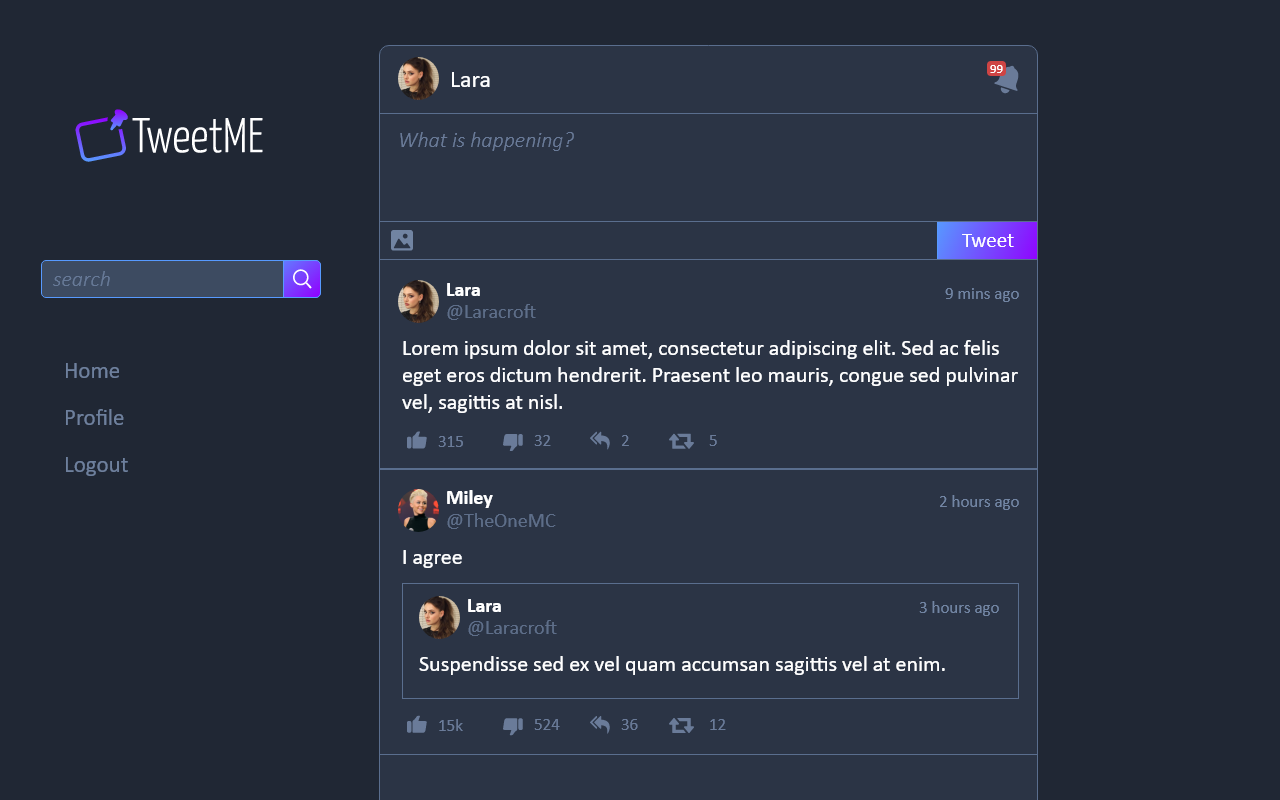 TweetME
search
Home
Profile
Logout
Lara
99
What is happening?
Tweet
Lara
9 mins ago
@Laracroft
Lorem ipsum dolor sit amet, consectetur adipiscing elit. Sed ac felis
eget eros dictum hendrerit. Praesent leo mauris, congue sed pulvinar
vel, sagittis at nisl.
315 32 2 5
Miley
2 hours ago
@TheOneMC
I agree
Lara
3 hours ago
@Laracroft
Suspendisse sed ex vel quam accumsan sagittis vel at enim.
15k 524 36 12